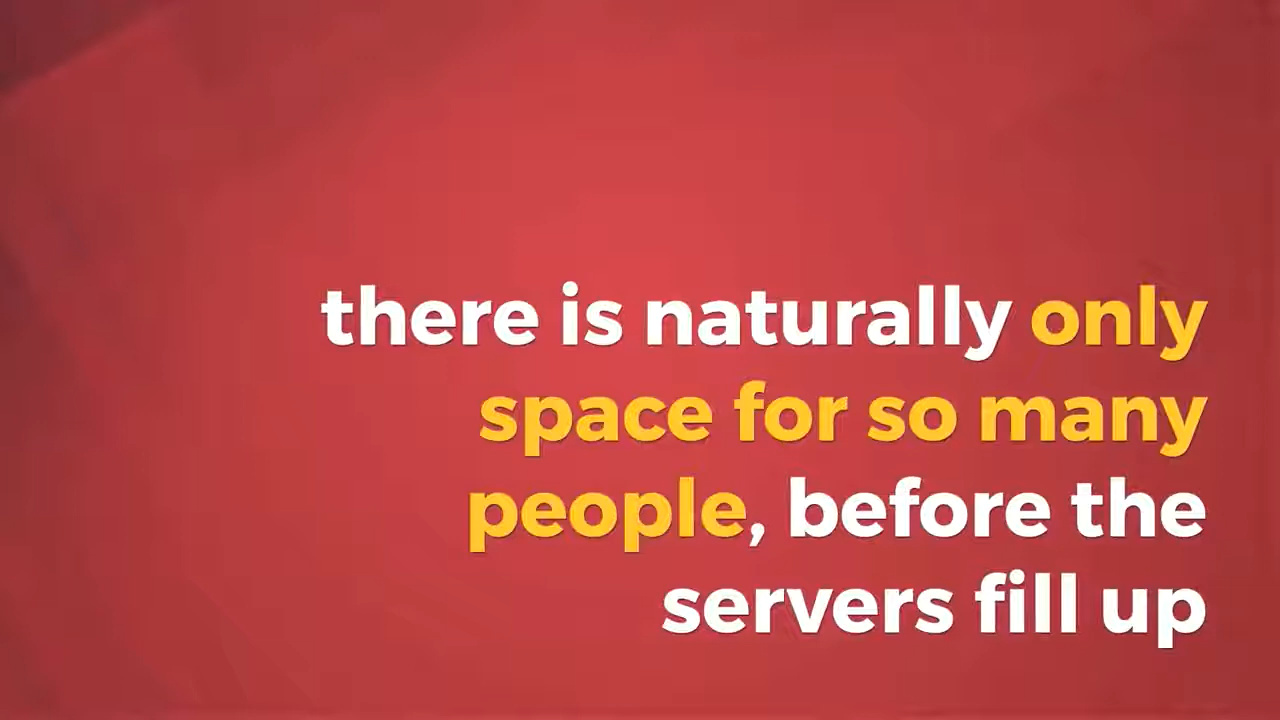 there is naturally only
space for so many
people, before the
servers fill up